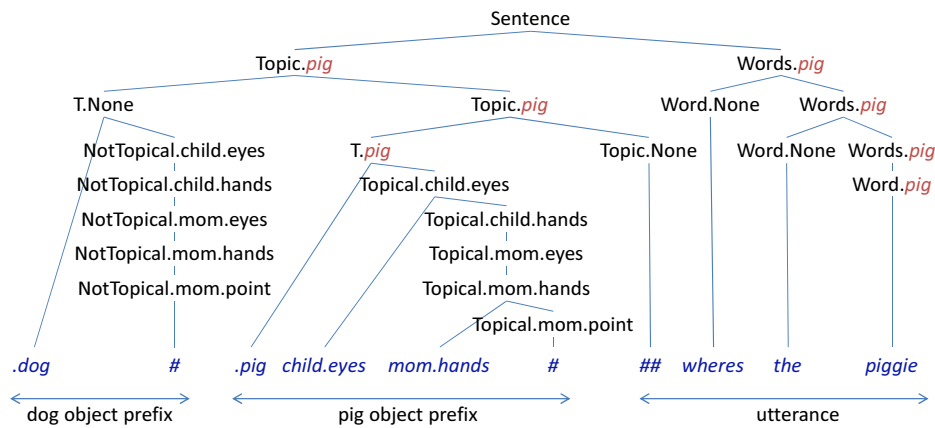 Sentence
Topic.pig Words.pig
T.None Topic.pig Word.None Words.pig
NotTopical.child.eyes T.pig Topic.None Word.None Words.pig
NotTopical.child.hands Topical.child.eyes Word.pig
NotTopical.mom.eyes Topical.child.hands
NotTopical.mom.hands Topical.mom.eyes
NotTopical.mom.point Topical.mom.hands
Topical.mom.point
.dog # .pig child.eyes mom.hands # ## wheres the piggie
dog object prefix pig object prefix utterance